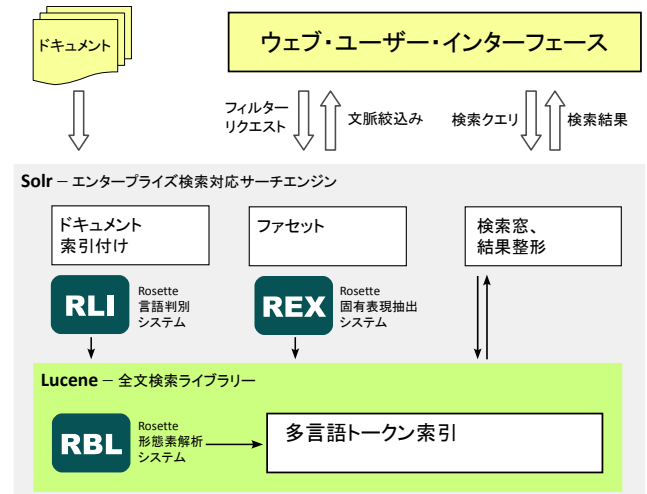 ドキュメント
ウェブ・ユーザー・インターフェース
フィルター
リクエスト
文脈絞込み
検索クエリ
検索結果
Solr – エンタープライズ検索対応サーチエンジン
ドキュメント
索引付け
ファセット
検索窓、
結果整形
RLI
Rosette
言語判別
システム
REX
Rosette
固有表現抽出
システム
Lucene – 全文検索ライブラリー
RBL
Rosette
形態素解析
システム
多言語トークン索引